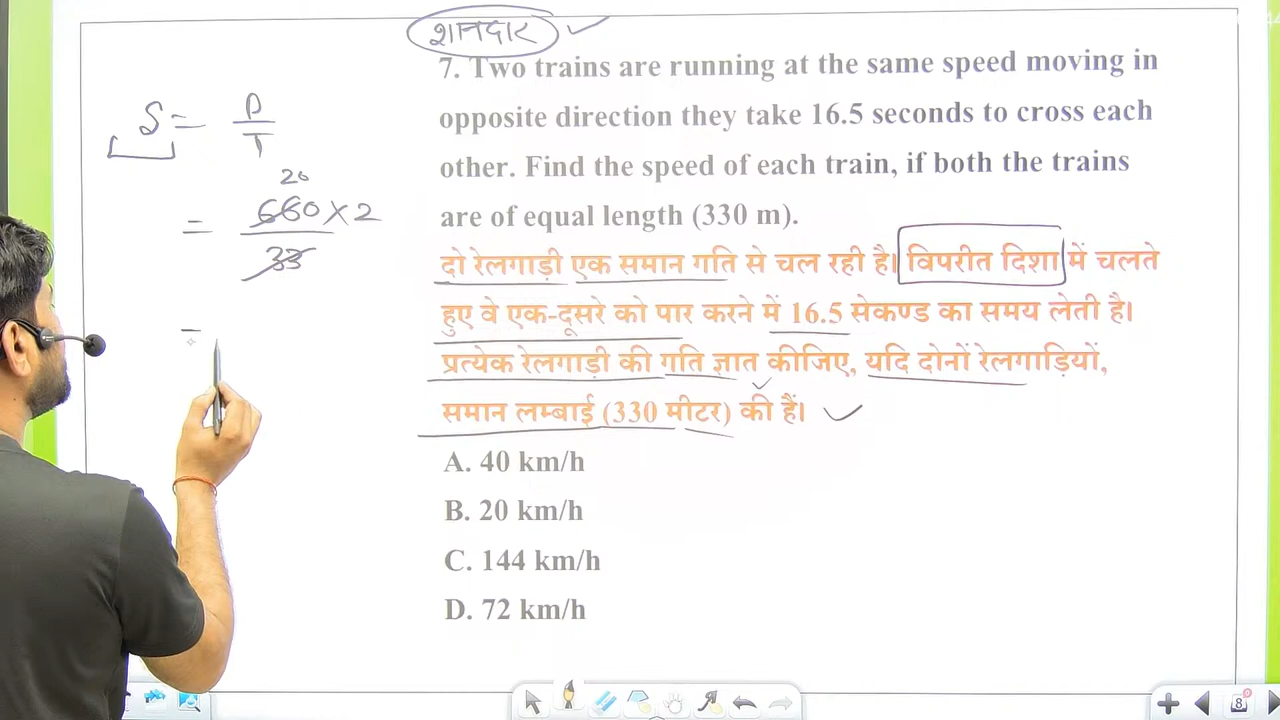 शानदार
7. Two trains are running at the same speed moving in
opposite direction they take 16.5 seconds to cross each
other. Find the speed of each train, if both the trains
are of equal length (330 m).
दो रेलगाड़ी एक समान गति से चल रही है। विपरीत दिशा में चलते
हुए वे एक-दूसरे को पार करने में 16.5 सेकण्ड का समय लेती है।
प्रत्येक रेलगाड़ी की गति ज्ञात कीजिए, यदि दोनों रेलगाड़ियों,
समान लम्बाई (330 मीटर) की हैं।
A. 40 km/h
B. 20 km/h
C. 144 km/h
D. 72 km/h
S = D
T
20
= 660 × 2
33
8